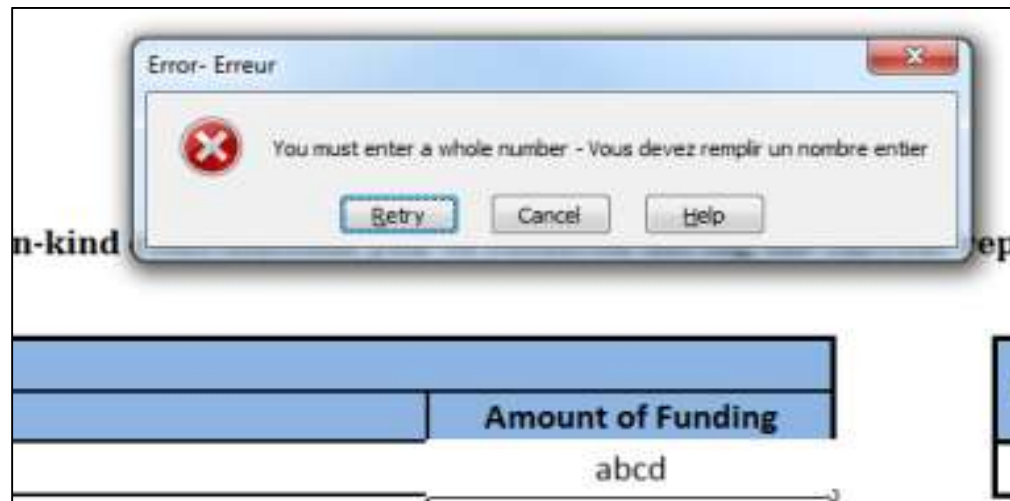 Error- Erreur
You must enter a whole number - Vous devez remplir un nombre entier
Retry Cancel Help
n-kind ep
Amount of Funding
abcd